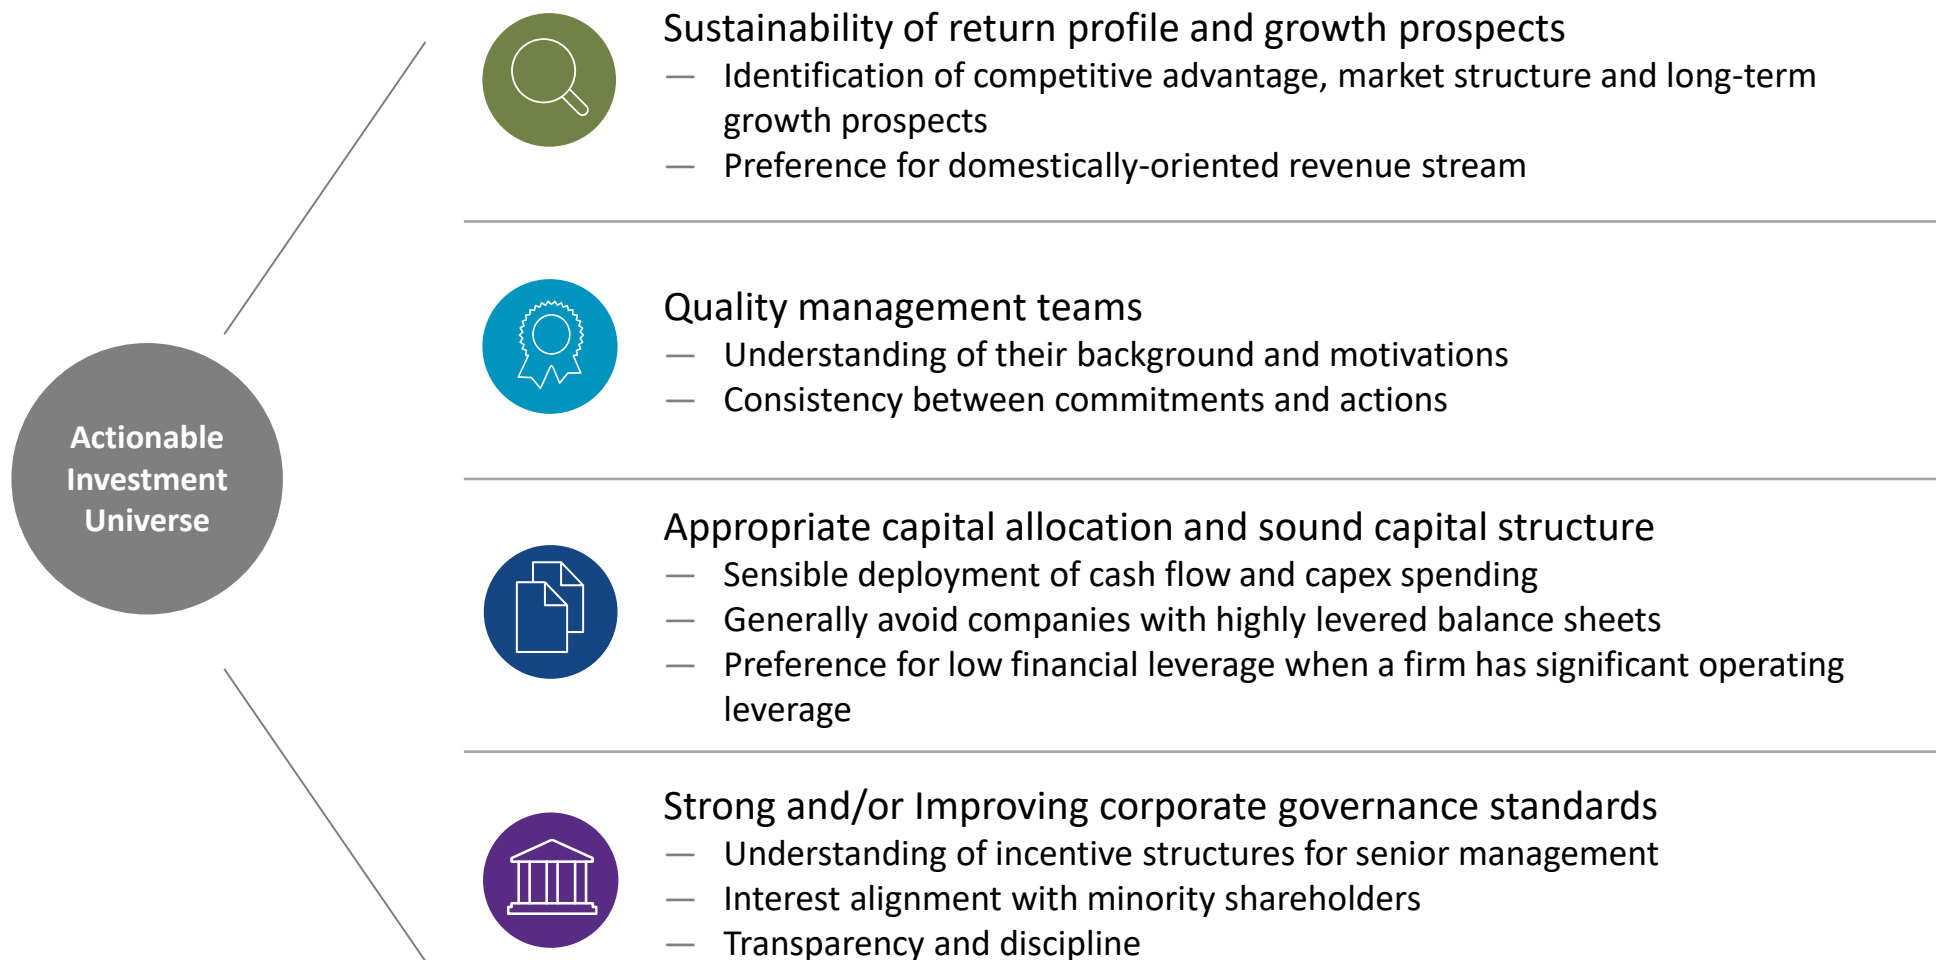 Actionable
Investment
Universe
Sustainability of return profile and growth prospects
— Identification of competitive advantage, market structure and long-term
growth prospects
— Preference for domestically-oriented revenue stream
Quality management teams
— Understanding of their background and motivations
— Consistency between commitments and actions
Appropriate capital allocation and sound capital structure
— Sensible deployment of cash flow and capex spending
— Generally avoid companies with highly levered balance sheets
— Preference for low financial leverage when a firm has significant operating
leverage
Strong and/or Improving corporate governance standards
— Understanding of incentive structures for senior management
— Interest alignment with minority shareholders
— Transparency and discipline